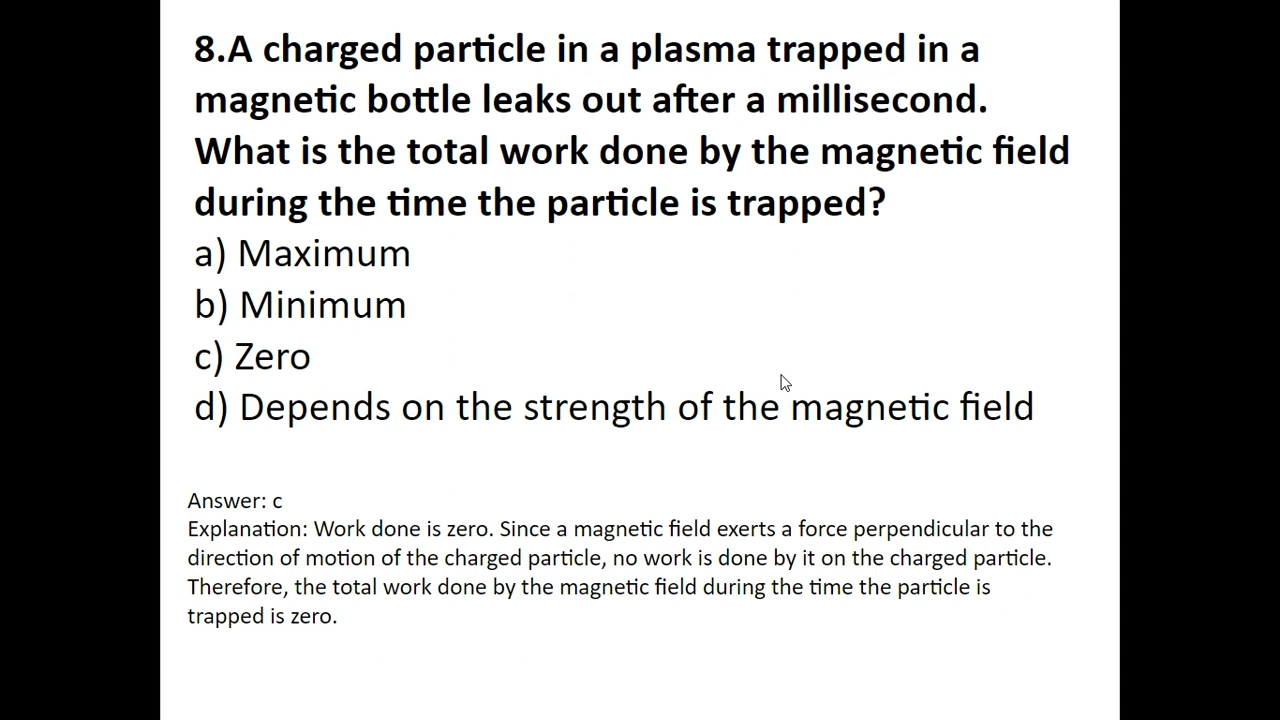 8.A charged particle in a plasma trapped in a
magnetic bottle leaks out after a millisecond.
What is the total work done by the magnetic field
during the time the particle is trapped?
a) Maximum
b) Minimum
c) Zero
d) Depends on the strength of the magnetic field
Answer: c
Explanation: Work done is zero. Since a magnetic field exerts a force perpendicular to the
direction of motion of the charged particle, no work is done by it on the charged particle.
Therefore, the total work done by the magnetic field during the time the particle is
trapped is zero.